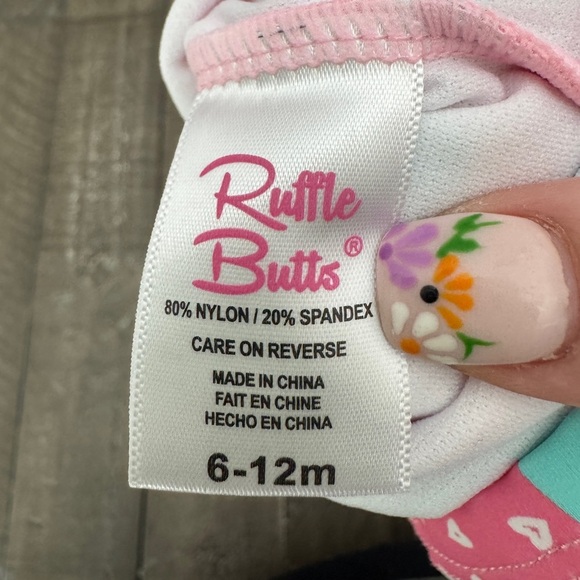 Ruffle
Butts®
80% NYLON / 20% SPANDEX
CARE ON REVERSE
MADE IN CHINA
FAIT EN CHINE
HECHO EN CHINA
6-12m